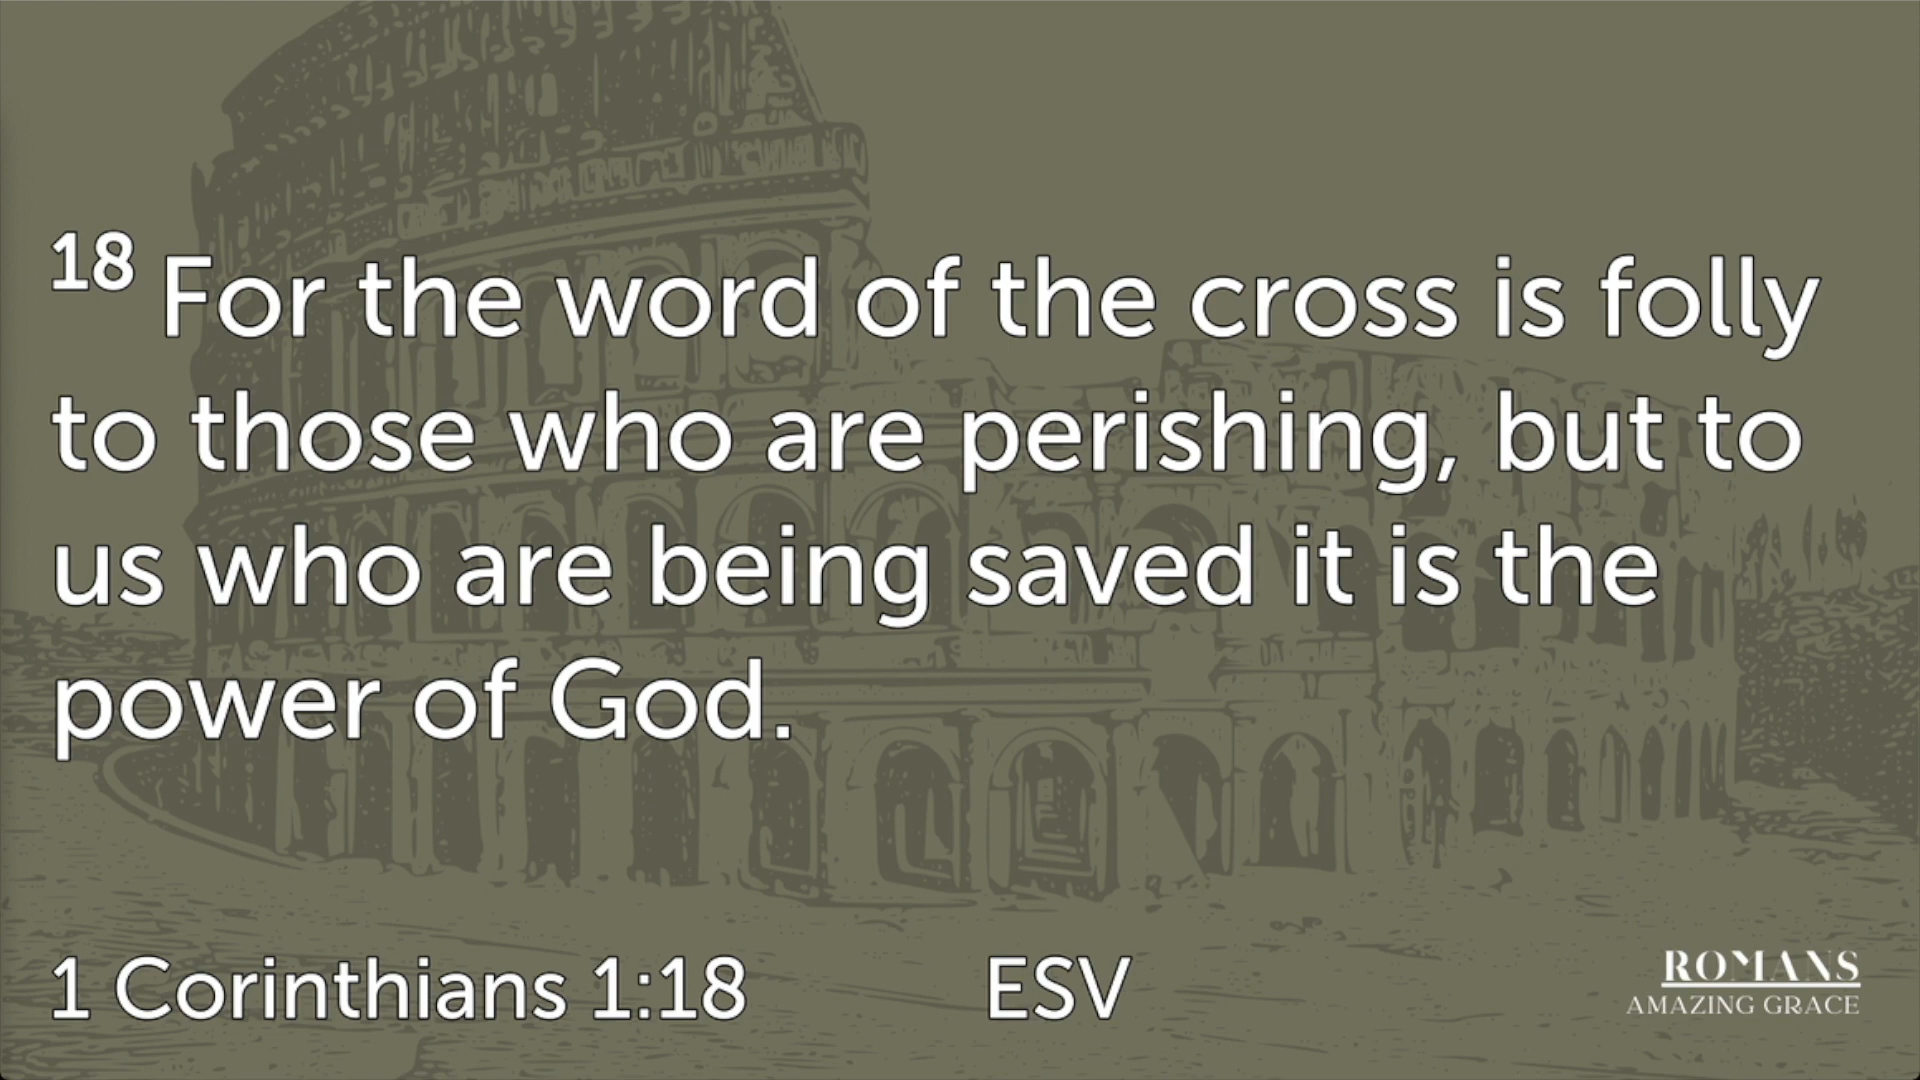 18 For the word of the cross is folly
to those who are perishing, but to
us who are being saved it is the
power of God.
1 Corinthians 1:18 ESV
ROMANS
AMAZING GRACE